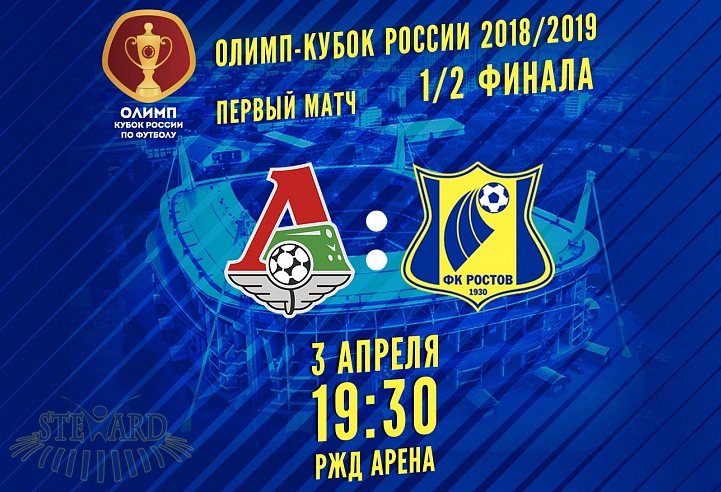 ОЛИМП-КУБОК РОССИИ 2018/2019
1/2 ФИНАЛА
ПЕРВЫЙ МАТЧ
ОЛИМП
КУБОК РОССИИ
ПО ФУТБОЛУ
:
ФК РОСТОВ
1930
3 АПРЕЛЯ
19:30
РЖД АРЕНА
STEWARD